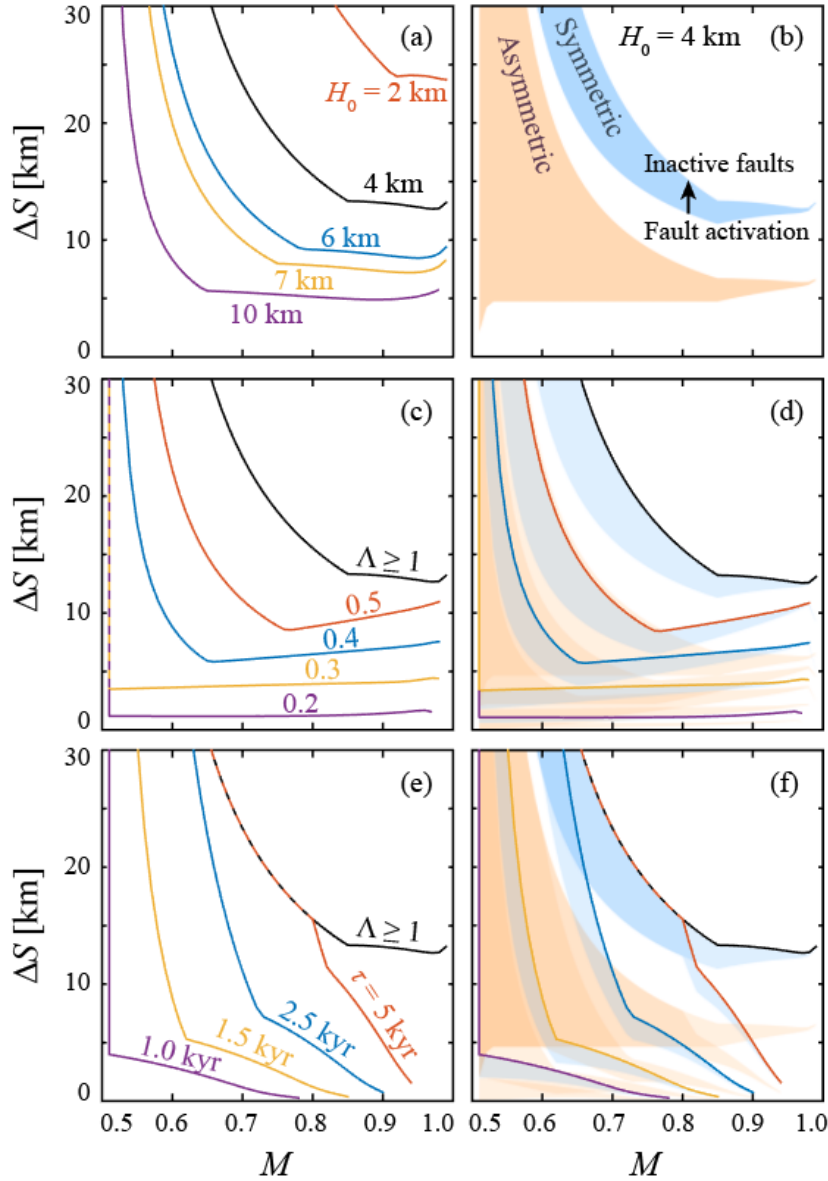 30
(a)
H₀ = 2 km
20
4 km
ΔS [km]
6 km
10
7 km
10 km
0
(b)
H₀ = 4 km
Asymmetric
Symmetric
Inactive faults
Fault activation
30
(c)
20
ΔS [km]
Λ ≥ 1
10
0.5
0.4
0.3
0.2
0
(d)
30
(e)
20
ΔS [km]
Λ ≥ 1
10
τ = 5 kyr
2.5 kyr
1.5 kyr
1.0 kyr
0
0.5 0.6 0.7 0.8 0.9 1.0
M
(f)
0.5 0.6 0.7 0.8 0.9 1.0
M